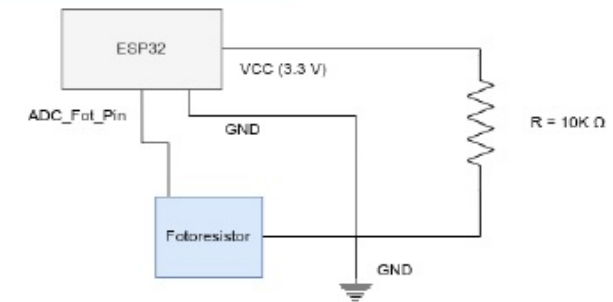 ESP32
VCC (3.3 V)
ADC_Fot_Pin
GND
R = 10K Ω
Fotoresistor
GND